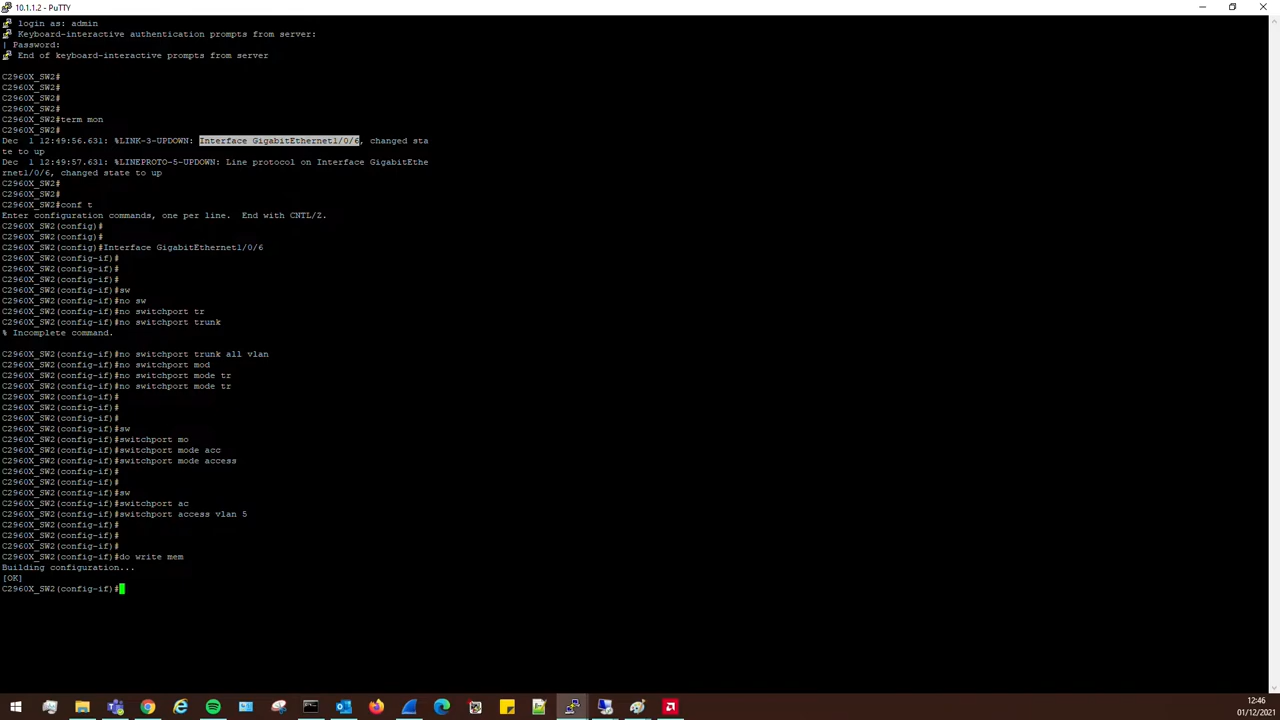 10.1.1.2 - PuTTY
login as: admin
Keyboard-interactive authentication prompts from server:
| Password:
End of keyboard-interactive prompts from server
C2960X_SW2#
C2960X_SW2#
C2960X_SW2#
C2960X_SW2#
C2960X_SW2#term mon
C2960X_SW2#
Dec  1 12:49:56.631: %LINK-3-UPDOWN: Interface GigabitEthernet1/0/6, changed sta
te to up
Dec  1 12:49:57.631: %LINEPROTO-5-UPDOWN: Line protocol on Interface GigabitEthe
rnet1/0/6, changed state to up
C2960X_SW2#
C2960X_SW2#
C2960X_SW2#conf t
Enter configuration commands, one per line.  End with CNTL/Z.
C2960X_SW2(config)#
C2960X_SW2(config)#
C2960X_SW2(config)#Interface GigabitEthernet1/0/6
C2960X_SW2(config-if)#
C2960X_SW2(config-if)#
C2960X_SW2(config-if)#
C2960X_SW2(config-if)#sw
C2960X_SW2(config-if)#no sw
C2960X_SW2(config-if)#no switchport tr
C2960X_SW2(config-if)#no switchport trunk
% Incomplete command.
C2960X_SW2(config-if)#no switchport trunk all vlan
C2960X_SW2(config-if)#no switchport mod
C2960X_SW2(config-if)#no switchport mode tr
C2960X_SW2(config-if)#no switchport mode tr
C2960X_SW2(config-if)#
C2960X_SW2(config-if)#
C2960X_SW2(config-if)#
C2960X_SW2(config-if)#sw
C2960X_SW2(config-if)#switchport mo
C2960X_SW2(config-if)#switchport mode acc
C2960X_SW2(config-if)#switchport mode access
C2960X_SW2(config-if)#
C2960X_SW2(config-if)#
C2960X_SW2(config-if)#sw
C2960X_SW2(config-if)#switchport ac
C2960X_SW2(config-if)#switchport access vlan 5
C2960X_SW2(config-if)#
C2960X_SW2(config-if)#
C2960X_SW2(config-if)#
C2960X_SW2(config-if)#do write mem
Building configuration...
[OK]
C2960X_SW2(config-if)#
12:46
01/12/2021